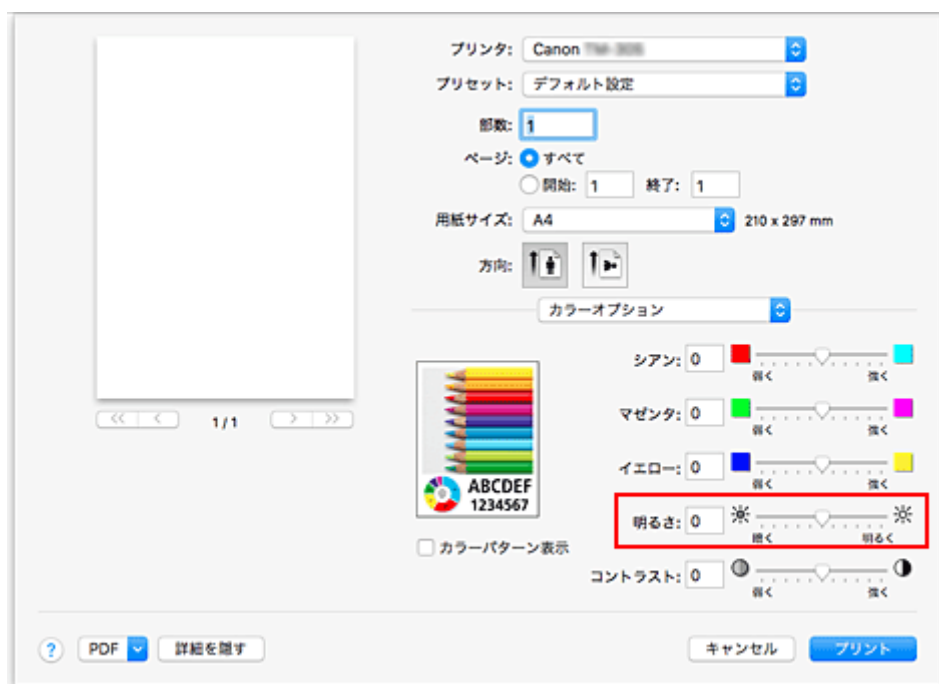 プリンタ: Canon
プリセット: デフォルト設定
部数: 1
ページ: すべて
開始: 1 終了: 1
用紙サイズ: A4 210 x 297 mm
方向:
カラーオプション
シアン: 0
弱く 強く
マゼンタ: 0
弱く 強く
イエロー: 0
弱く 強く
明るさ: 0
暗く 明るく
コントラスト: 0
弱く 強く
ABCDEF
1234567
カラーパターン表示
<< < 1 / 1 > >>
? PDF 詳細を隠す キャンセル プリント